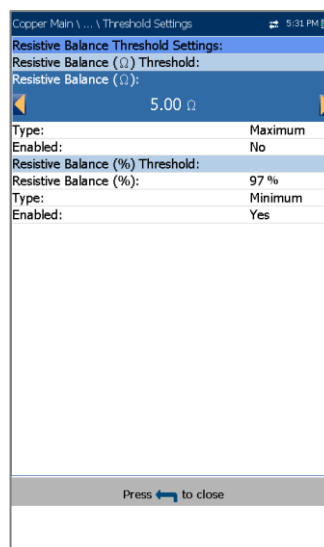 Copper Main \ ... \ Threshold Settings 5:31 PM
Resistive Balance Threshold Settings:
Resistive Balance (Ω) Threshold:
Resistive Balance (Ω):
5.00 Ω
Type: Maximum
Enabled: No
Resistive Balance (%) Threshold:
Resistive Balance (%): 97 %
Type: Minimum
Enabled: Yes
Press to close